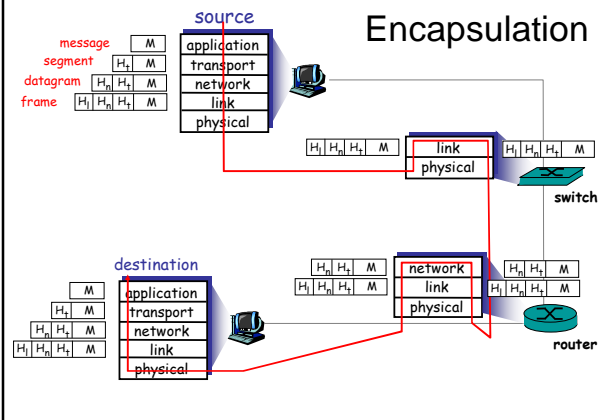 Encapsulation
source
message M
segment Ht M
datagram Hn Ht M
frame Hl Hn Ht M
application
transport
network
link
physical
Hl Hn Ht M
link
physical
Hl Hn Ht M
switch
destination
M
Ht M
Hn Ht M
Hl Hn Ht M
application
transport
network
link
physical
Hn Ht M
Hl Hn Ht M
network
link
physical
Hn Ht M
Hl Hn Ht M
router